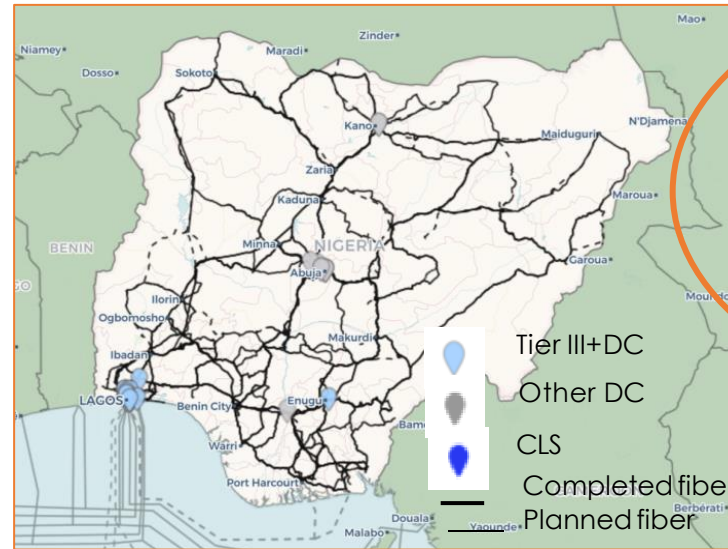 Mao
Zinder
Niamey
Maradi
Dosso
Sokoto
N'Djamena
Kano
Maiduguri
Zaria
Maroua
Kaduna
Minna
NIGERIA
BENIN
Abuja
Garoua
Ilorin
Ogbomosho
Makurdi
Ibadan
Tier III+DC
LAGOS
Enugu
Other DC
Benin City
Warri
CLS
Port Harcourt
Completed fibe
Planned fiber
Douala
Yaounde
Berbérati
Malabo